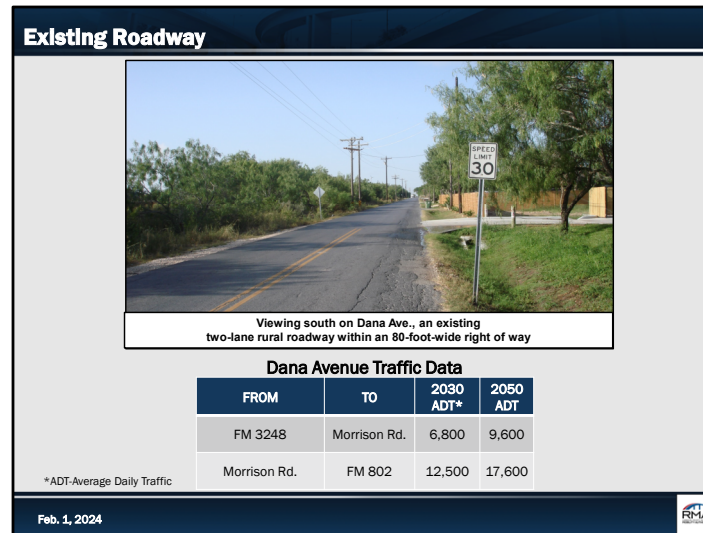 Existing Roadway
SPEED
LIMIT
30
Viewing south on Dana Ave., an existing
two-lane rural roadway within an 80-foot-wide right of way
Dana Avenue Traffic Data
FROM TO 2030 ADT* 2050 ADT
FM 3248 Morrison Rd. 6,800 9,600
Morrison Rd. FM 802 12,500 17,600
*ADT-Average Daily Traffic
Feb. 1, 2024